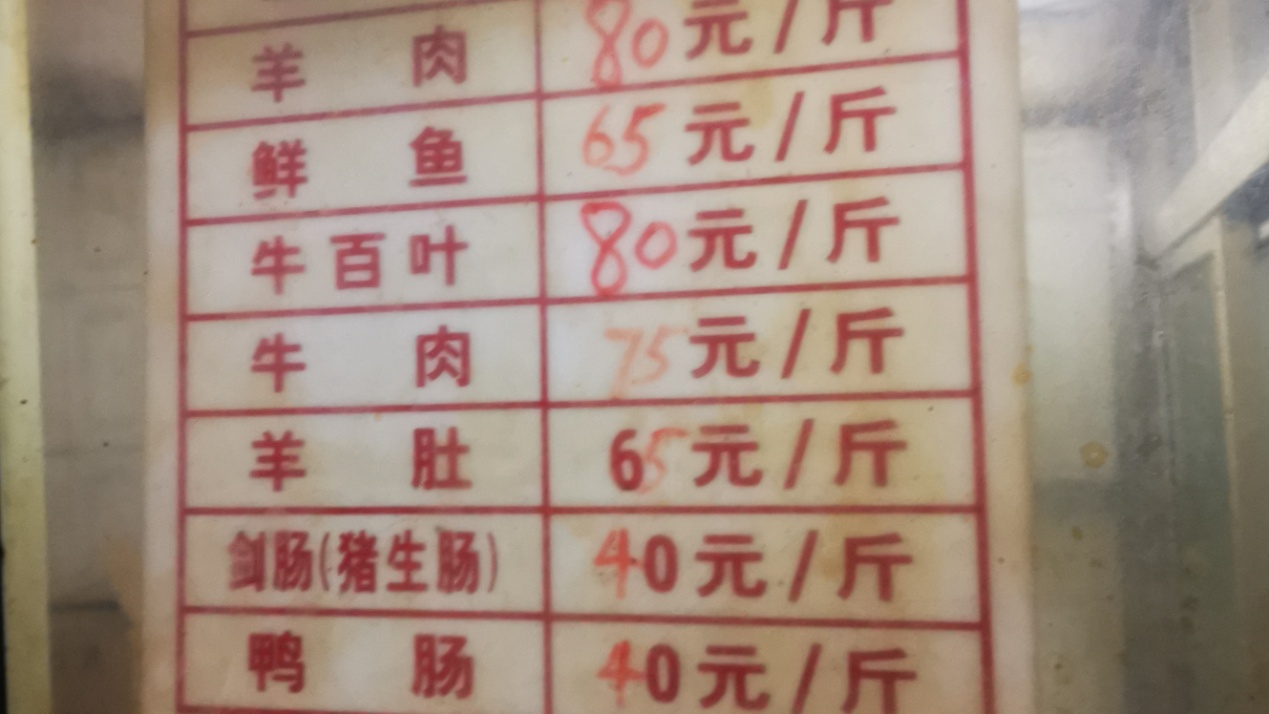 羊肉 80元/斤
鲜鱼 65元/斤
牛百叶 80元/斤
牛肉 75元/斤
羊肚 65元/斤
剑肠(猪生肠) 40元/斤
鸭肠 40元/斤